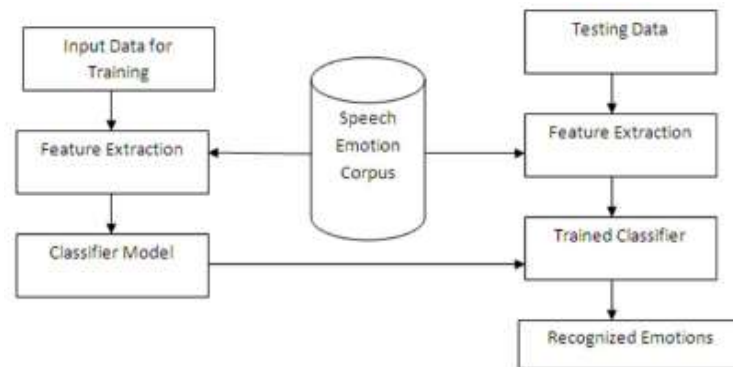 Input Data for
Training
Feature Extraction
Classifier Model
Speech
Emotion
Corpus
Testing Data
Feature Extraction
Trained Classifier
Recognized Emotions